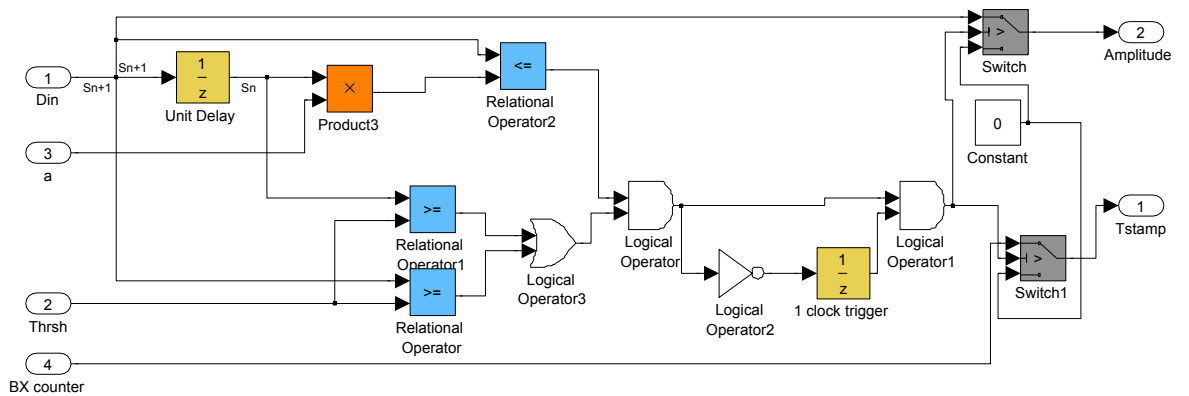 2
Amplitude
>
Switch
<=
Relational
Operator2
1
Din
Sn+1
Sn+1
1
z
Unit Delay
Sn
×
Product3
0
Constant
3
a
>=
Relational
Operator1
Logical
Operator3
Logical
Operator
Logical
Operator1
1
Tstamp
>
Switch1
2
Thrsh
>=
Relational
Operator
Logical
Operator2
1
z
1 clock trigger
4
BX counter